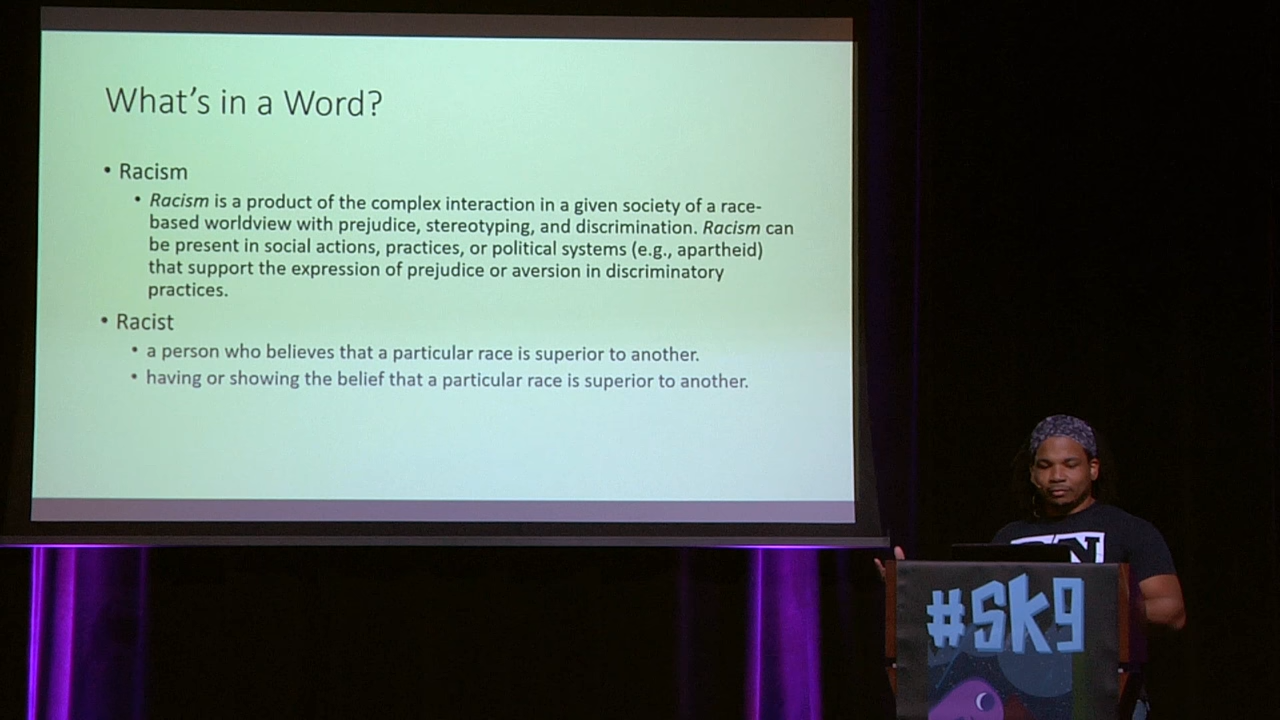 What's in a Word?
• Racism
• Racism is a product of the complex interaction in a given society of a race-
based worldview with prejudice, stereotyping, and discrimination. Racism can
be present in social actions, practices, or political systems (e.g., apartheid)
that support the expression of prejudice or aversion in discriminatory
practices.
• Racist
• a person who believes that a particular race is superior to another.
• having or showing the belief that a particular race is superior to another.
#sk9